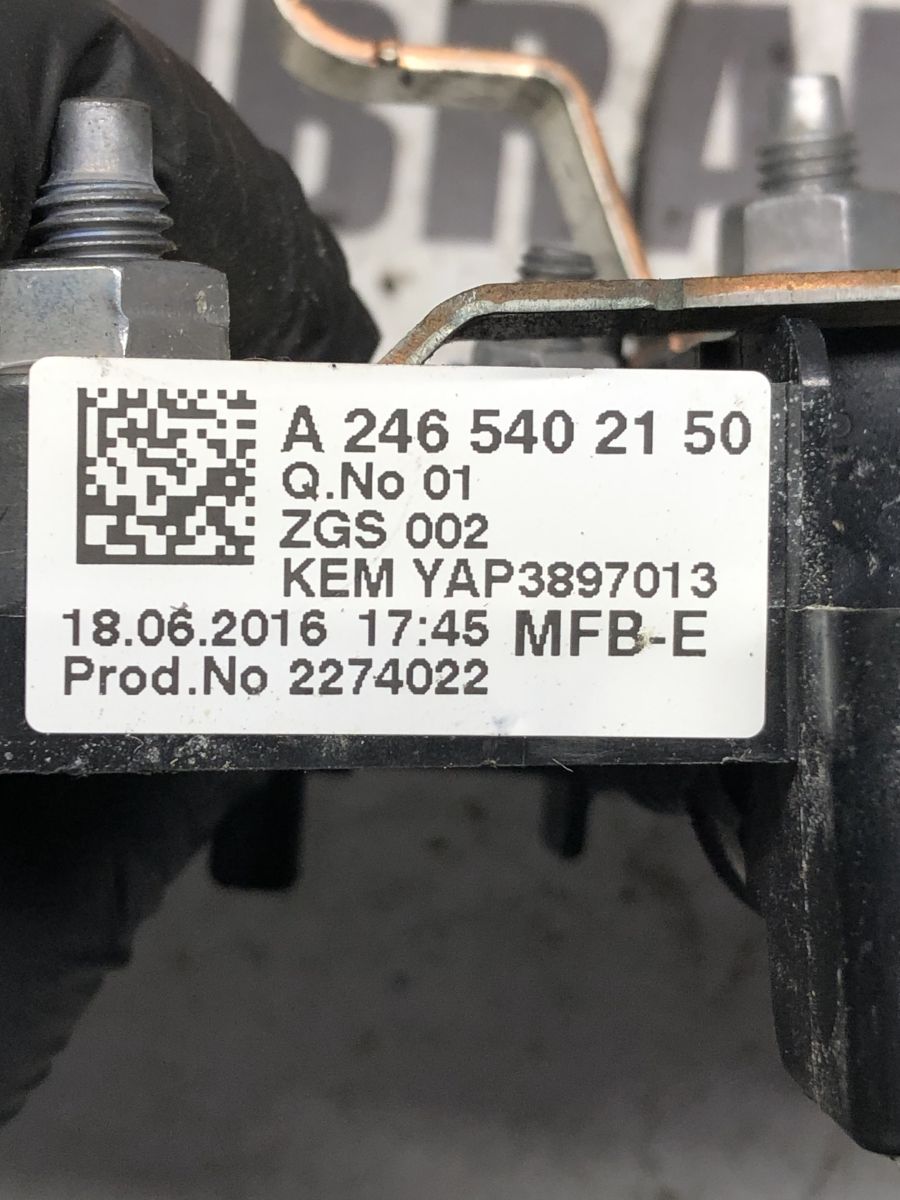 A 246 540 21 50
Q.No 01
ZGS 002
KEM YAP3897013
18.06.2016 17:45 MFB-E
Prod.No 2274022